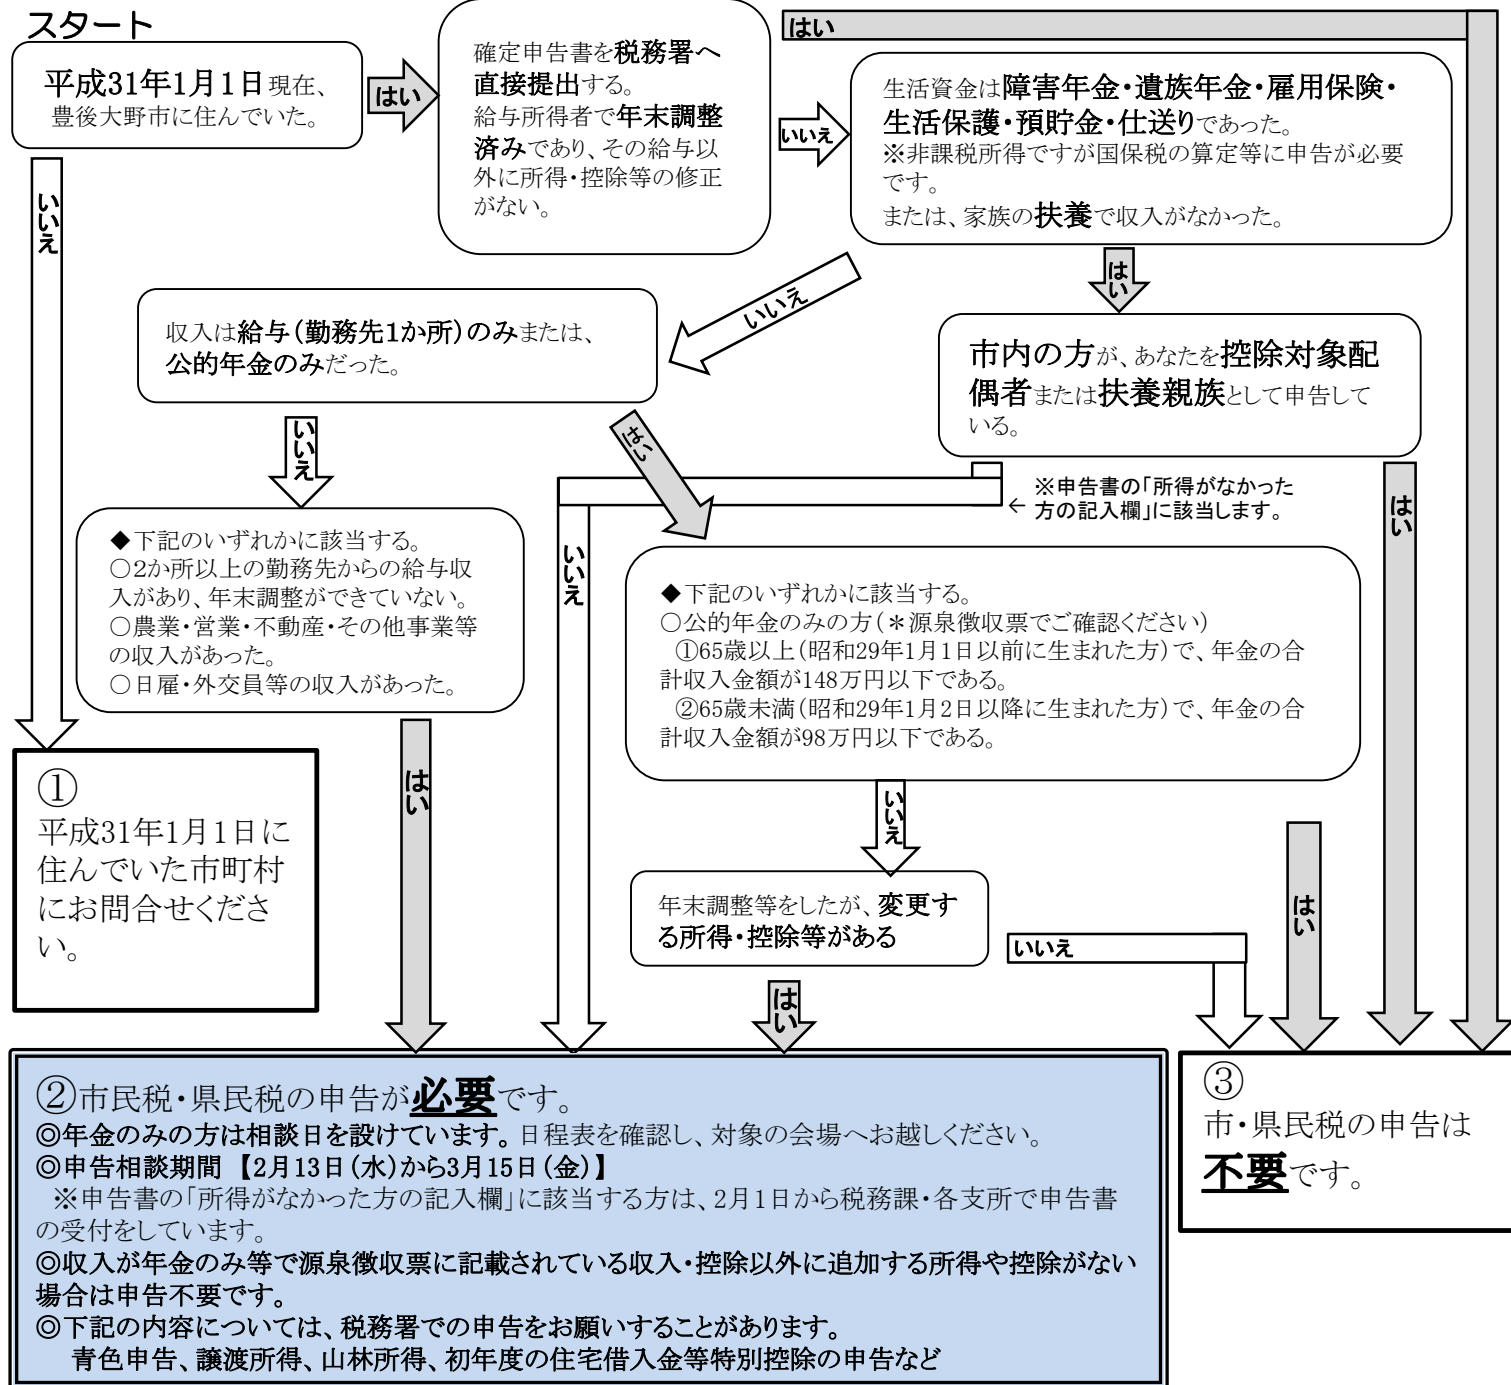 スタート
平成31年1月1日現在、
豊後大野市に住んでいた。
はい
確定申告書を税務署へ
直接提出する。
給与所得者で年末調整
済みであり、その給与以
外に所得・控除等の修正
がない。
はい
いいえ
生活資金は障害年金・遺族年金・雇用保険・
生活保護・預貯金・仕送りであった。
※非課税所得ですが国保税の算定等に申告が必要
です。
または、家族の扶養で収入がなかった。
いいえ
いいえ
はい
収入は給与（勤務先1か所）のみまたは、
公的年金のみだった。
市内の方が、あなたを控除対象配
偶者または扶養親族として申告して
いる。
いいえ
はい
※申告書の「所得がなかった
← 方の記入欄」に該当します。
はい
いいえ
◆下記のいずれかに該当する。
○2か所以上の勤務先からの給与収
入があり、年末調整ができていない。
○農業・営業・不動産・その他事業等
の収入があった。
○日雇・外交員等の収入があった。
◆下記のいずれかに該当する。
○公的年金のみの方（＊源泉徴収票でご確認ください）
①65歳以上（昭和29年1月1日以前に生まれた方）で、年金の合
計収入金額が148万円以下である。
②65歳未満（昭和29年1月2日以降に生まれた方）で、年金の合
計収入金額が98万円以下である。
はい
いいえ
はい
①
平成31年1月1日に
住んでいた市町村
にお問合せくださ
い。
年末調整等をしたが、変更す
る所得・控除等がある
いいえ
はい
②市民税・県民税の申告が必要です。
◎年金のみの方は相談日を設けています。日程表を確認し、対象の会場へお越しください。
◎申告相談期間 【2月13日（水）から3月15日（金）】
※申告書の「所得がなかった方の記入欄」に該当する方は、2月1日から税務課・各支所で申告書
の受付をしています。
◎収入が年金のみ等で源泉徴収票に記載されている収入・控除以外に追加する所得や控除がない
場合は申告不要です。
◎下記の内容については、税務署での申告をお願いすることがあります。
青色申告、譲渡所得、山林所得、初年度の住宅借入金等特別控除の申告など
③
市・県民税の申告は
不要です。